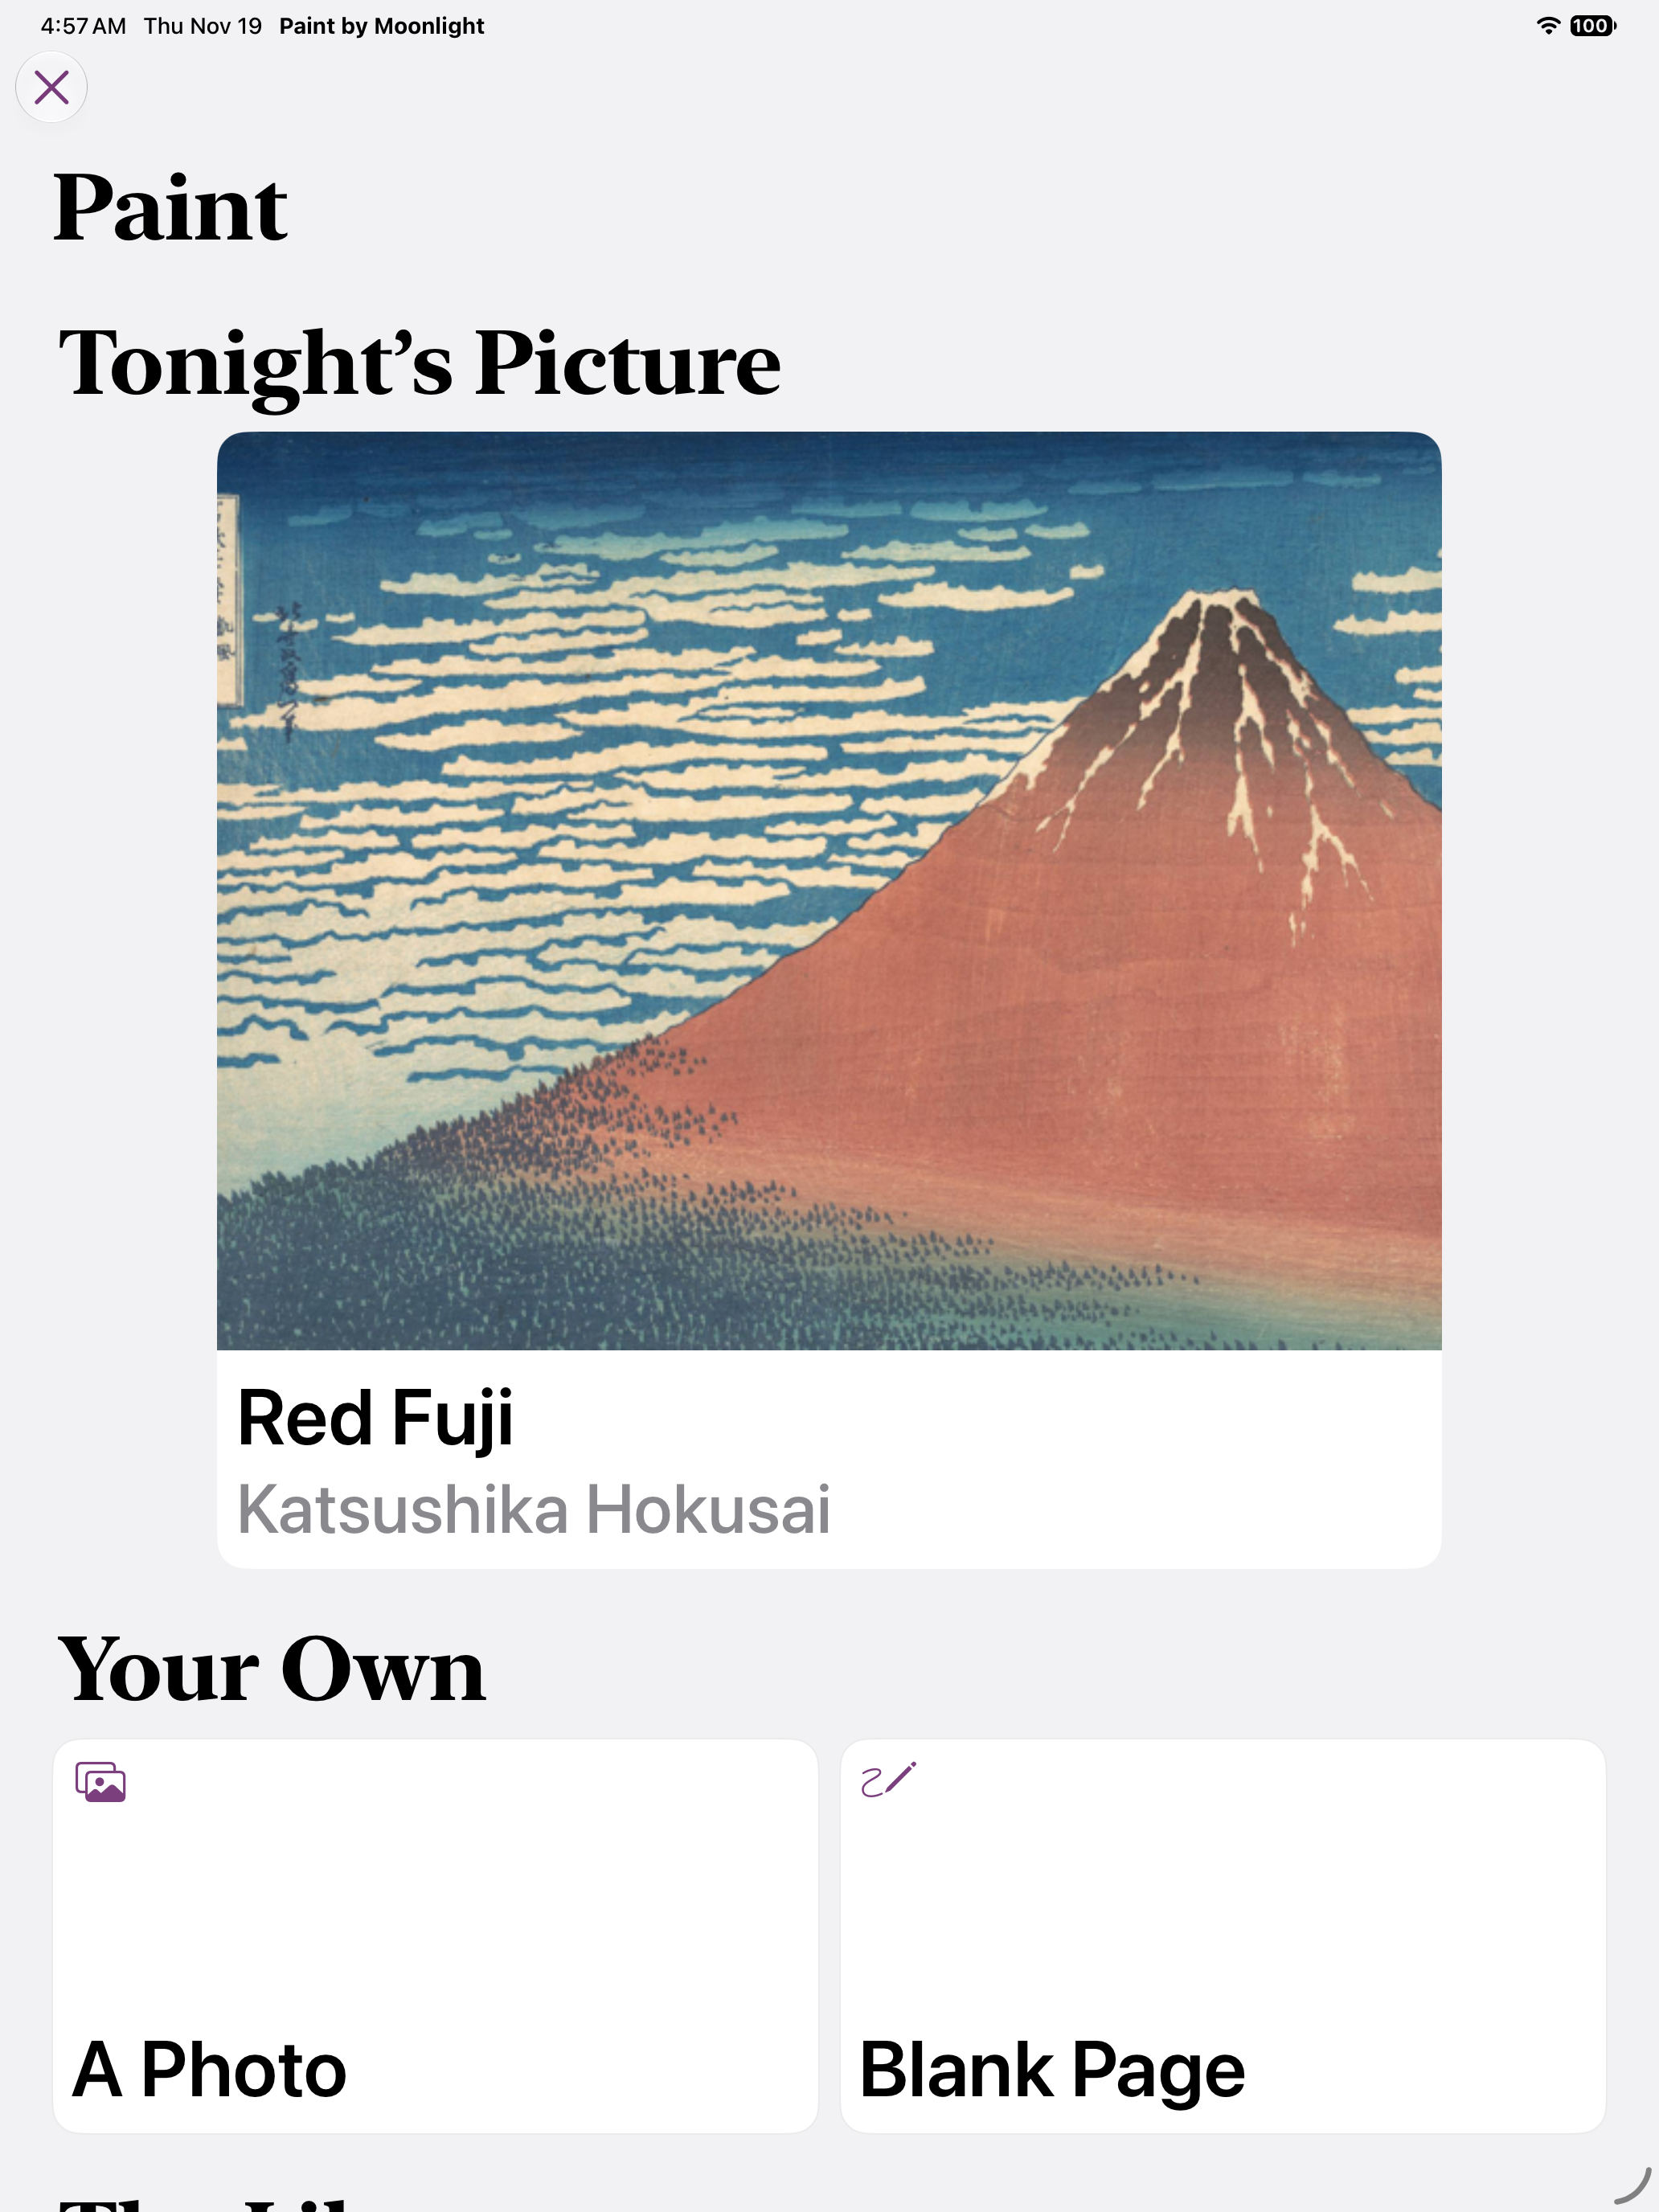 4:57 AM Thu Nov 19 Paint by Moonlight
100
Paint
Tonight’s Picture
Red Fuji
Katsushika Hokusai
Your Own
A Photo
Blank Page